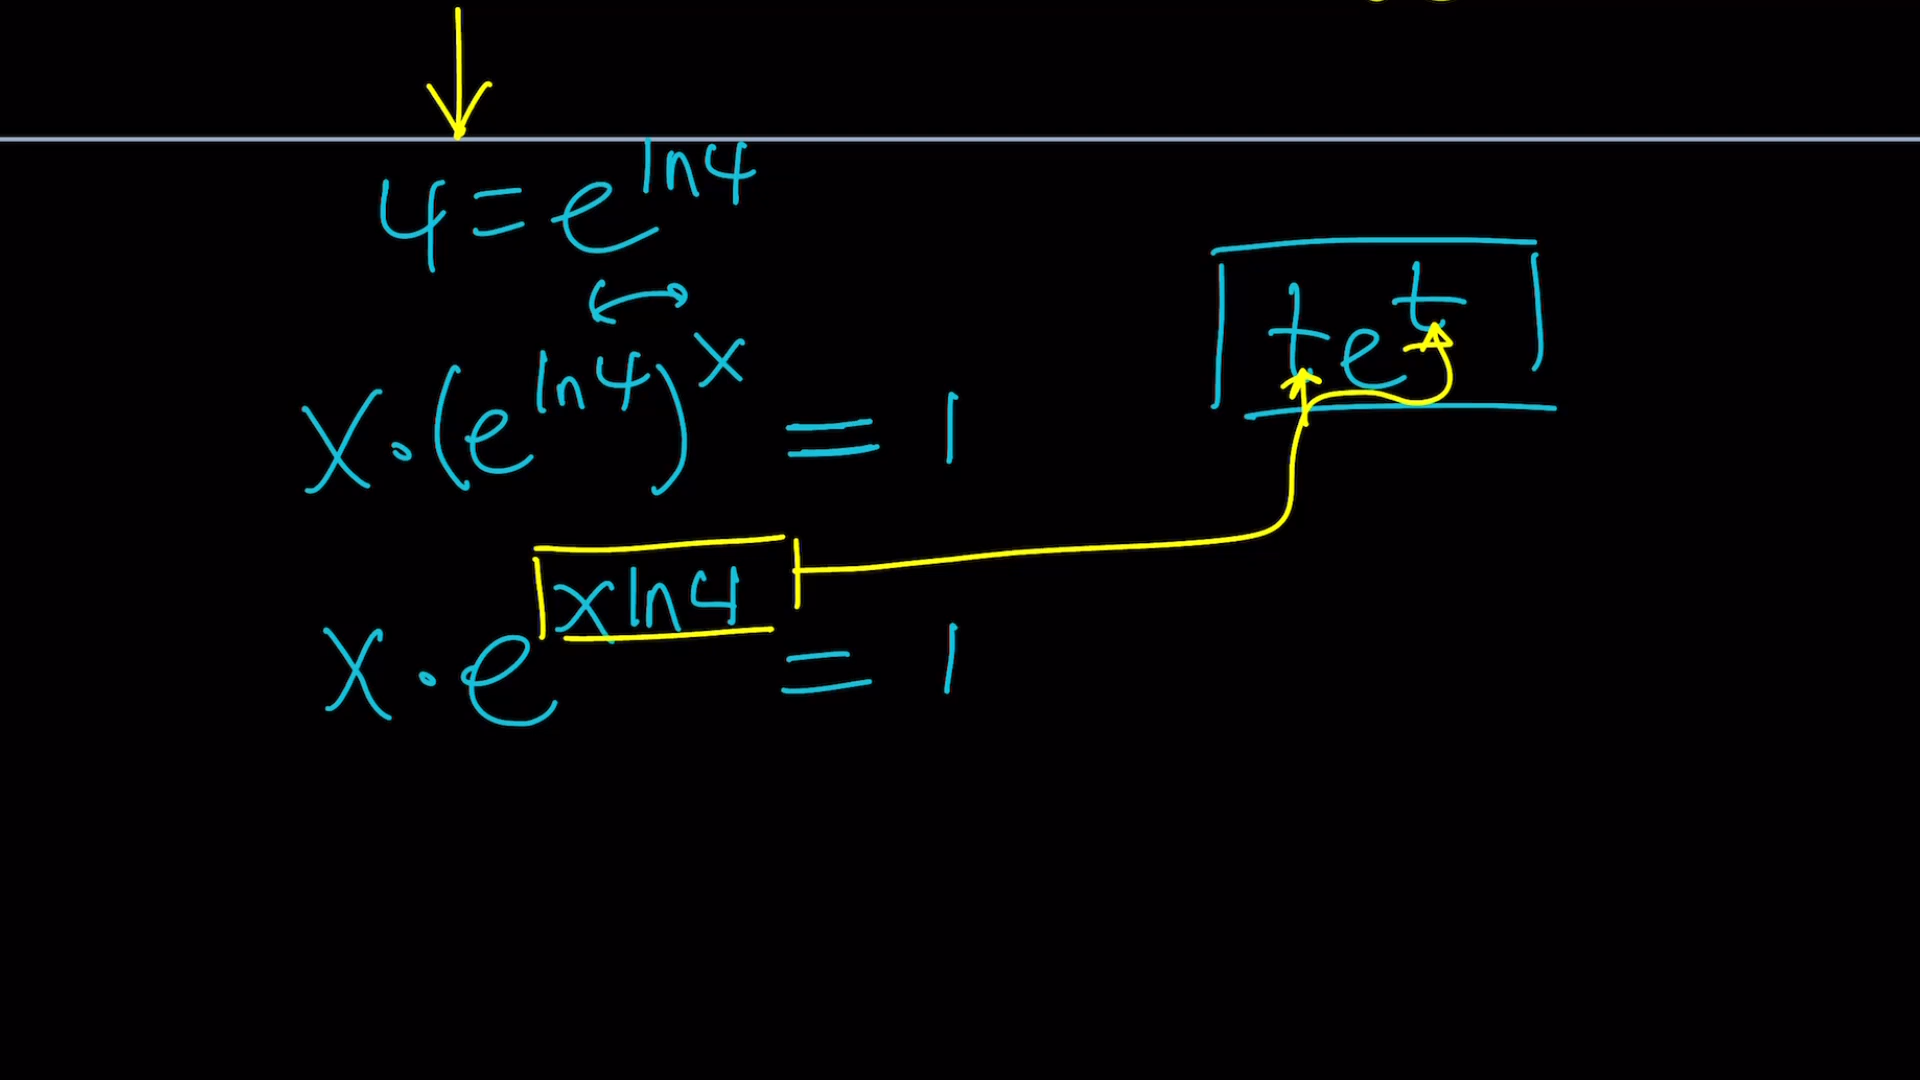 4 = e^{ln4}
x · (e^{ln4})^x = 1
te^t
x · e^{xln4} = 1